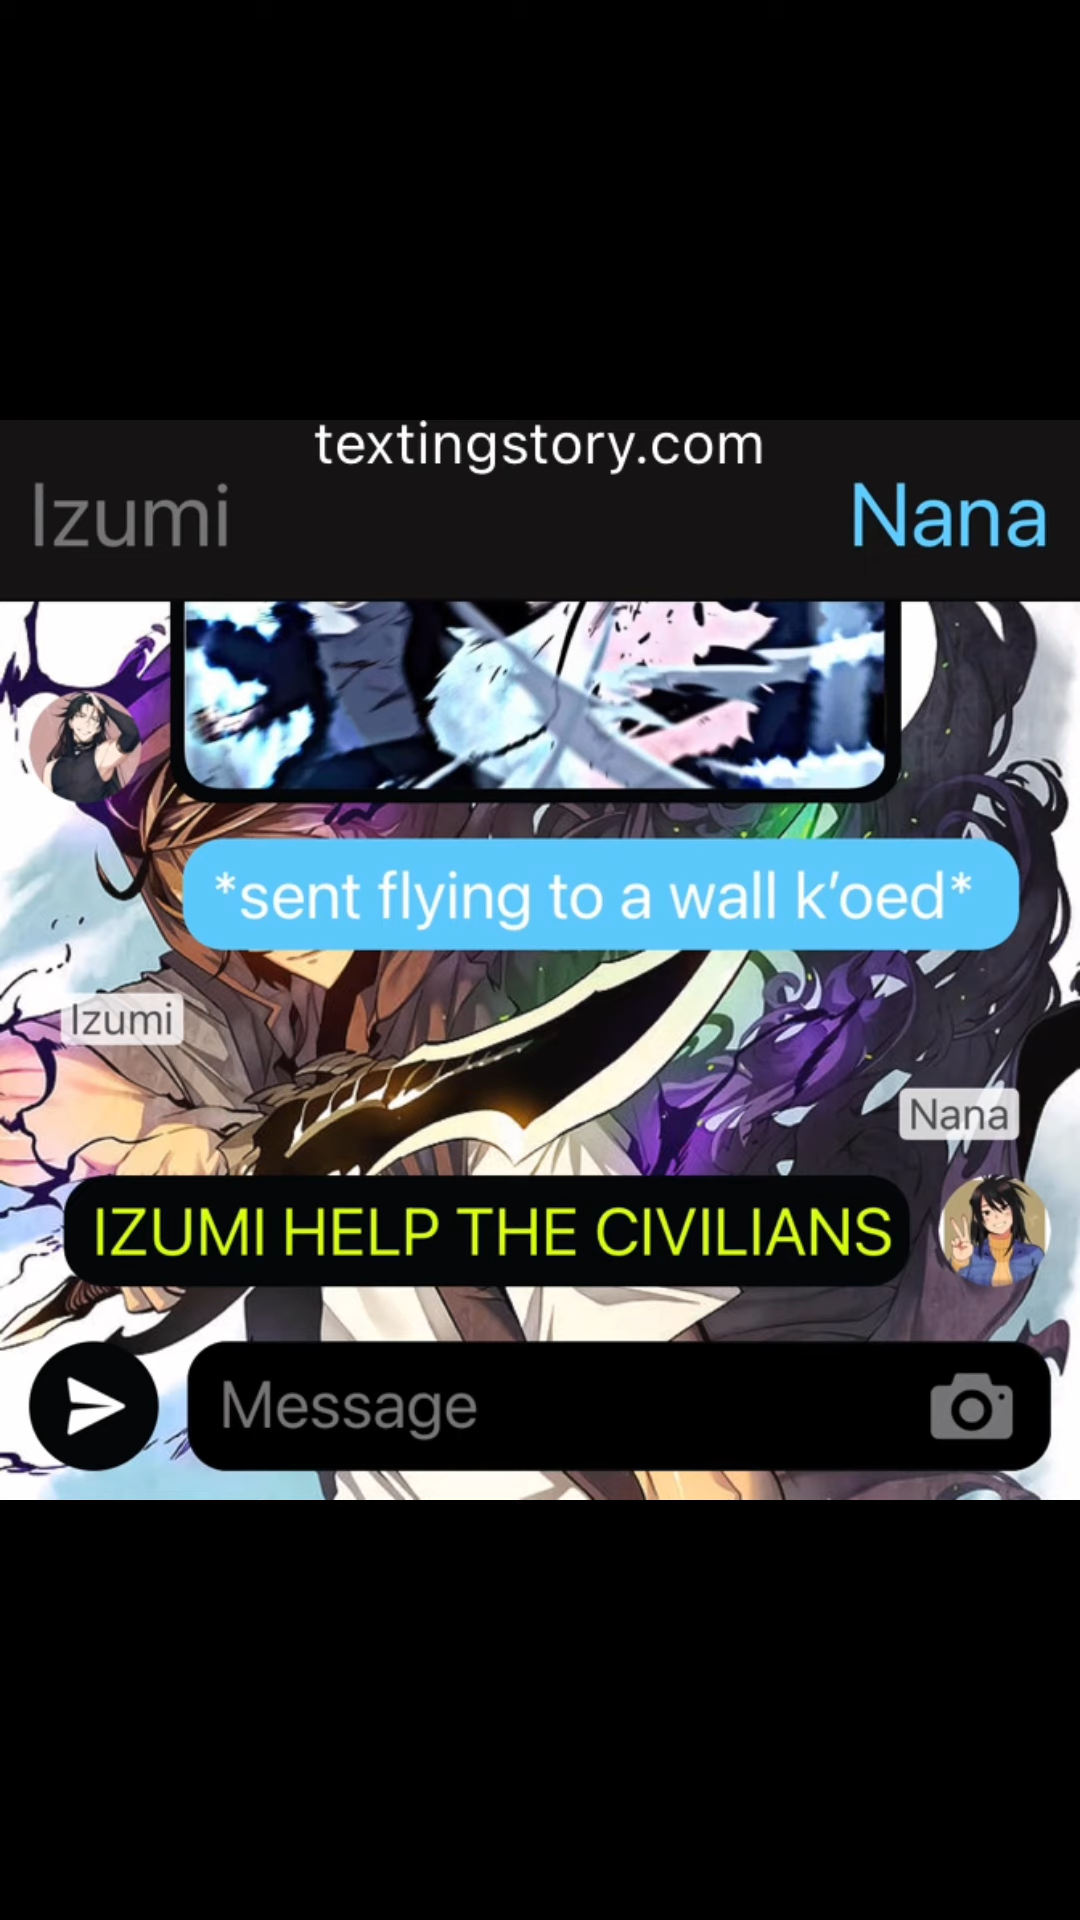 textingstory.com
Izumi
Nana
*sent flying to a wall k’oed*
Izumi
Nana
IZUMI HELP THE CIVILIANS
Message